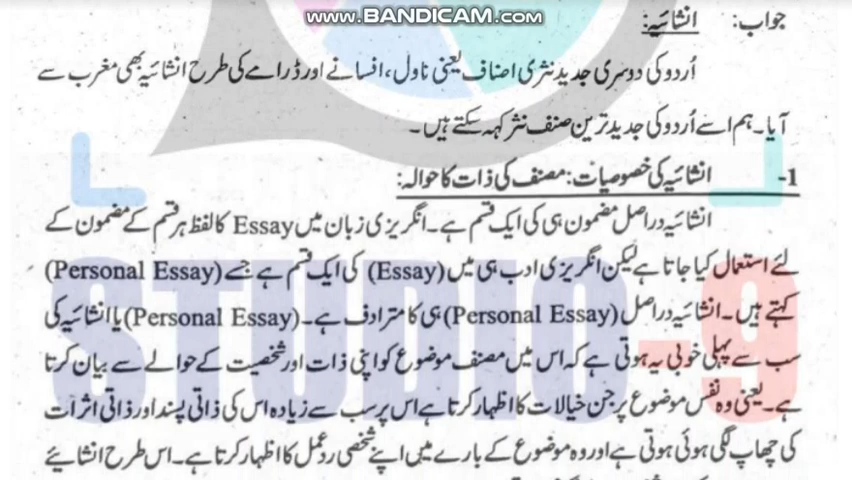 WWW.BANDICAM.COM
جواب: انشائیہ:
اُردو کی دوسری جدید نثری اصناف یعنی ناول، افسانے اور ڈرامے کی طرح انشائیہ بھی مغرب سے
آیا۔ ہم اسے اُردو کی جدید ترین صنف نثر کہہ سکتے ہیں۔
1- انشائیہ کی خصوصیات: مصنف کی ذات کا حوالہ:
انشائیہ دراصل مضمون ہی کی ایک قسم ہے۔ انگریزی زبان میں Essay کا لفظ ہر قسم کے مضمون کے
لئے استعمال کیا جاتا ہے لیکن انگریزی ادب ہی میں (Essay) کی ایک قسم ہے جسے (Personal Essay)
کہتے ہیں۔ انشائیہ دراصل (Personal Essay) ہی کا مترادف ہے۔ (Personal Essay) یا انشائیہ کی
سب سے پہلی خوبی یہ ہوتی ہے کہ اس میں مصنف موضوع کو اپنی ذات اور شخصیت کے حوالے سے بیان کرتا
ہے۔ یعنی وہ نفس موضوع پر جن خیالات کا اظہار کرتا ہے اس پر سب سے زیادہ اس کی ذاتی پسند اور ذاتی اثرات
کی چھاپ لگی ہوئی ہوتی ہے اور وہ موضوع کے بارے میں اپنے شخصی ردعمل کا اظہار کرتا ہے۔ اس طرح انشائیے
STUDIO-9